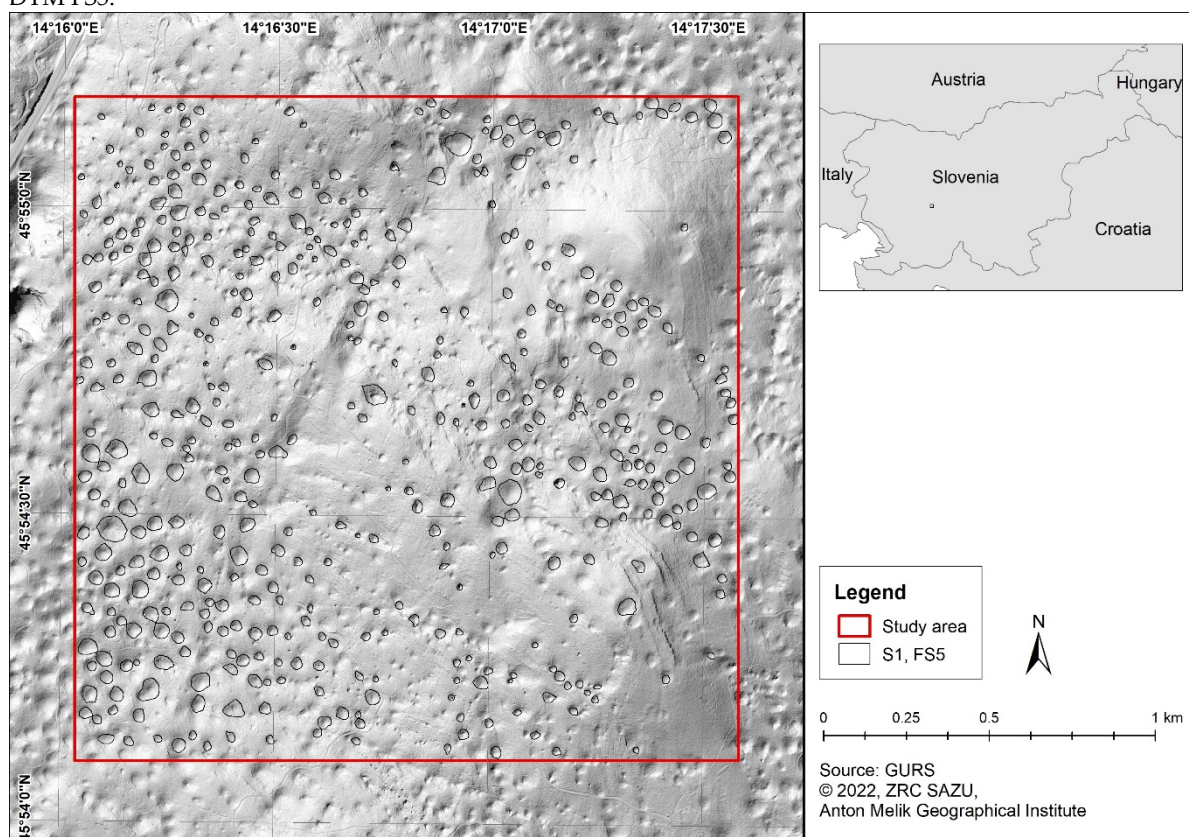 DTM FS5.
14°16'0"E
14°16'30"E
14°17'0"E
14°17'30"E
45°55'0"N
45°54'30"N
45°54'0"N
Austria
Hungary
Italy
Slovenia
Croatia
Legend
Study area
S1, FS5
N
0 0.25 0.5 1 km
Source: GURS
© 2022, ZRC SAZU,
Anton Melik Geographical Institute